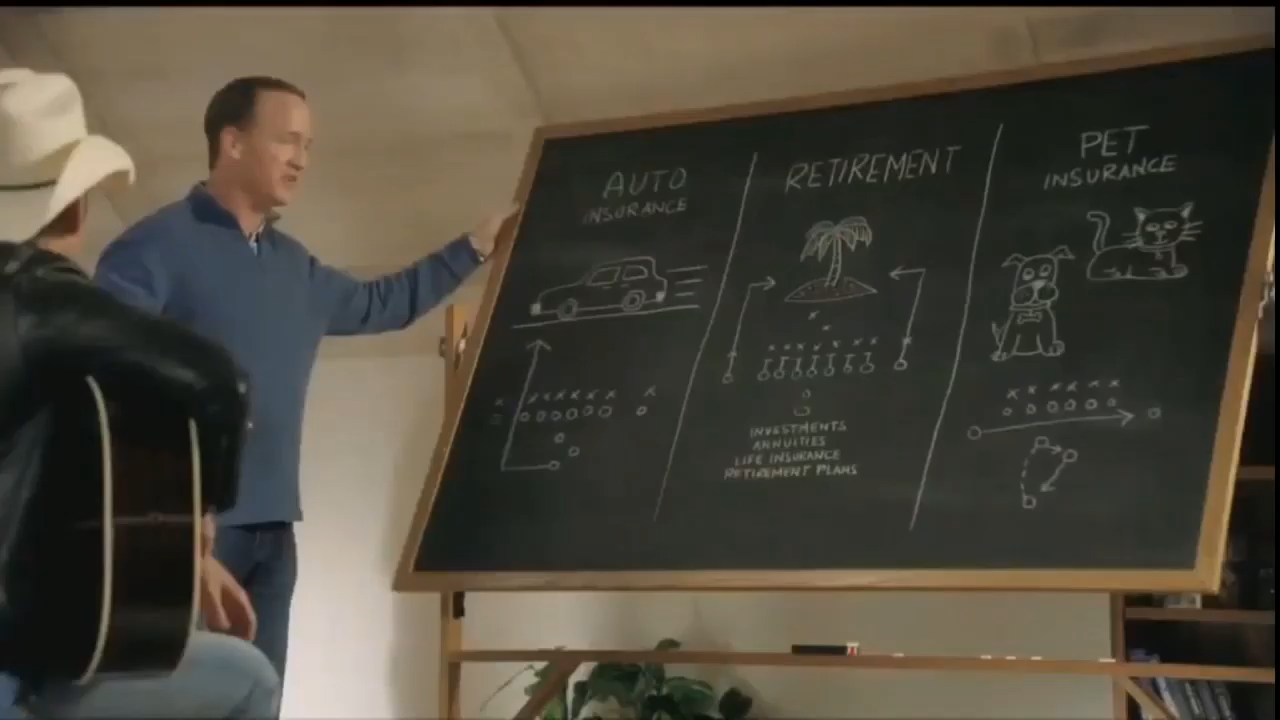 AUTO
INSURANCE
RETIREMENT
INVESTMENTS
ANNUITIES
LIFE INSURANCE
RETIREMENT PLANS
PET
INSURANCE